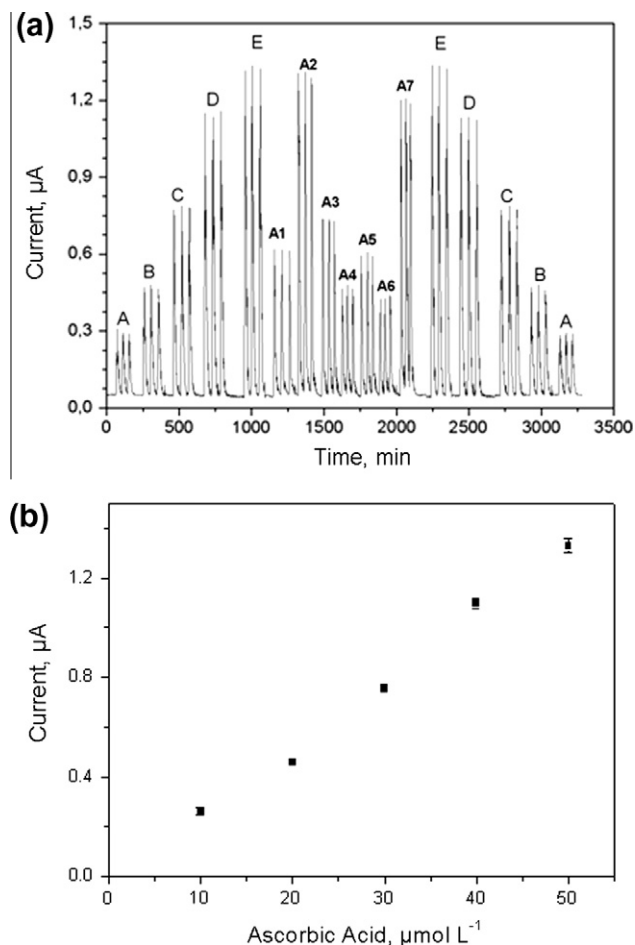 (a)
Current, µA
1.5
1.2
0.9
0.6
0.3
0.0
A
B
C
D
E
A1
A2
A3
A4
A5
A6
A7
E
D
C
B
A
0 500 1000 1500 2000 2500 3000 3500
Time, min
(b)
Current, µA
1.2
0.8
0.4
0.0
10 20 30 40 50
Ascorbic Acid, µmol L⁻¹